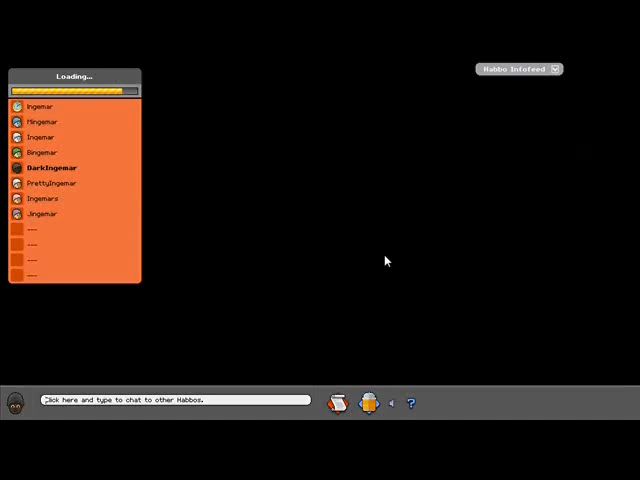 Loading...
Habbo Infofeed
Ingemar
Mingemar
Inqemar
Bingemar
DarkIngemar
PrettyIngemar
Ingemars
Jingemar
---
---
---
---
Click here and type to chat to other Habbos.
?